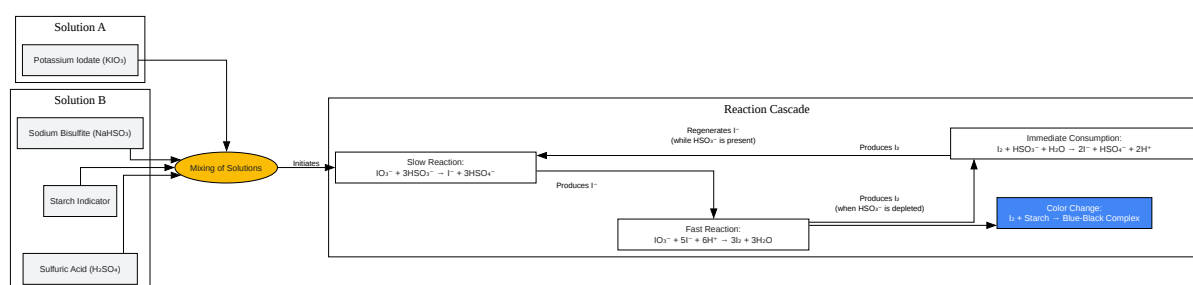 Solution A
Potassium Iodate (KIO₃)
Solution B
Sodium Bisulfite (NaHSO₃)
Starch Indicator
Sulfuric Acid (H₂SO₄)
Mixing of Solutions
Initiates
Reaction Cascade
Slow Reaction:
IO₃⁻ + 3HSO₃⁻ → I⁻ + 3HSO₄⁻
Regenerates I⁻
(while HSO₃⁻ is present)
Produces I₂
Immediate Consumption:
I₂ + HSO₃⁻ + H₂O → 2I⁻ + HSO₄⁻ + 2H⁺
Produces I⁻
Fast Reaction:
IO₃⁻ + 5I⁻ + 6H⁺ → 3I₂ + 3H₂O
Produces I₂
(when HSO₃⁻ is depleted)
Color Change:
I₂ + Starch → Blue-Black Complex